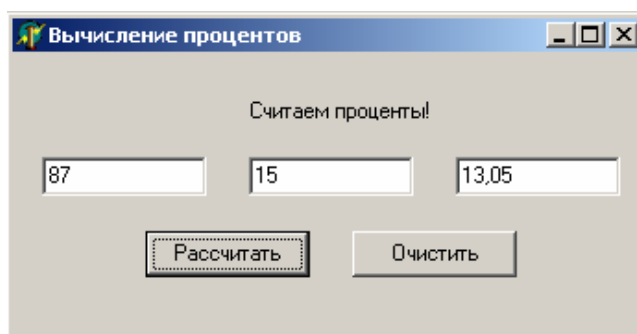 Вычисление процентов
Считаем проценты!
87 15 13,05
Рассчитать Очистить